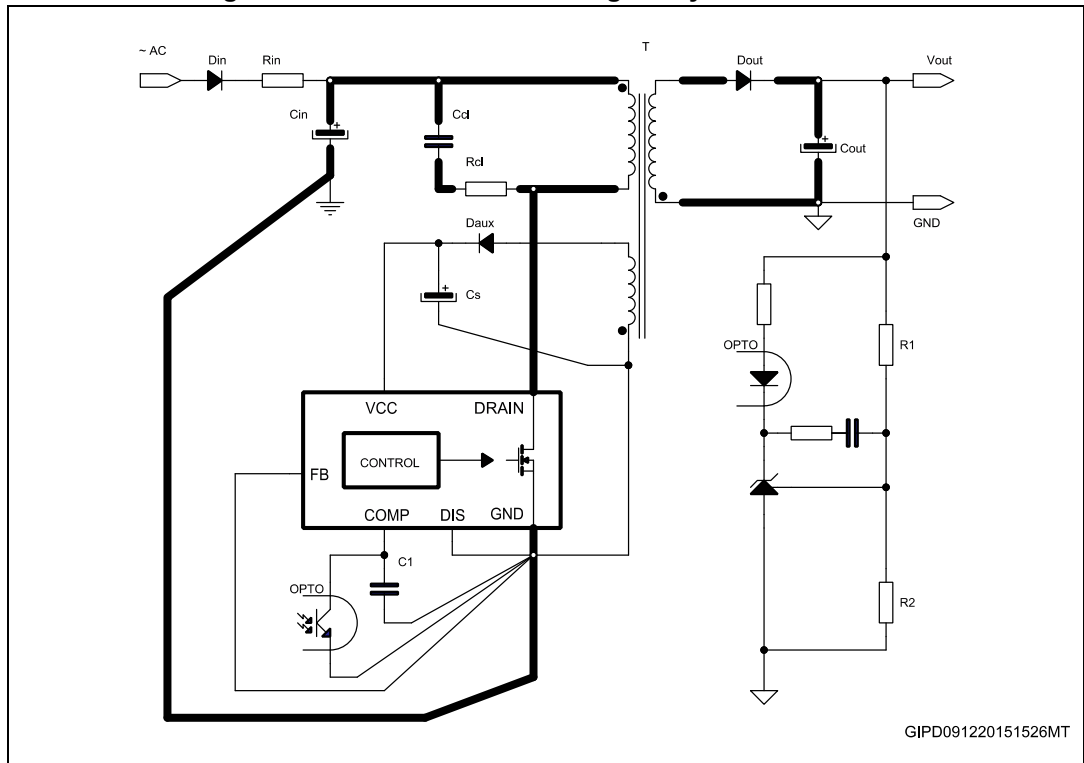 ~ AC
Din
Rin
T
Dout
Vout
Cin
+
Ccl
Rcl
+
Cout
GND
Daux
+
Cs
OPTO
R1
VCC
DRAIN
CONTROL
FB
COMP
DIS
GND
C1
OPTO
R2
GIPD091220151526MT